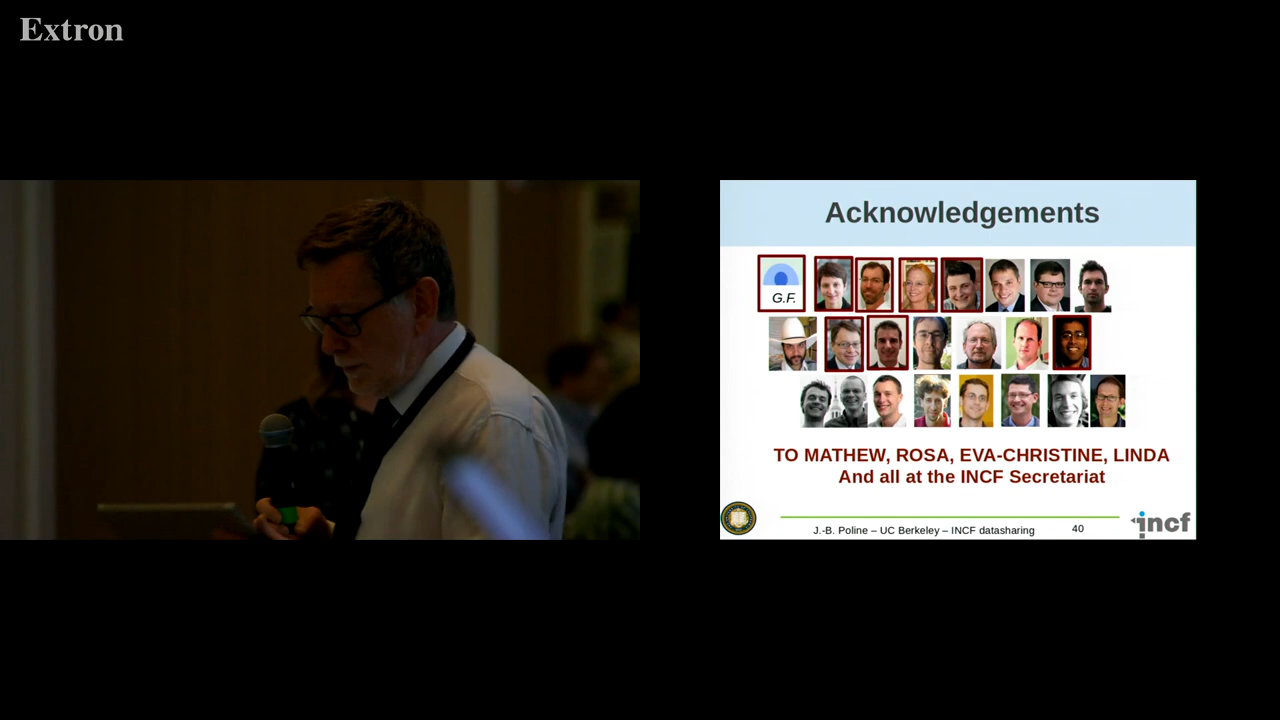 Extron
Acknowledgements
G.F.
TO MATHEW, ROSA, EVA-CHRISTINE, LINDA
And all at the INCF Secretariat
J.-B. Poline – UC Berkeley – INCF datasharing
40
incf